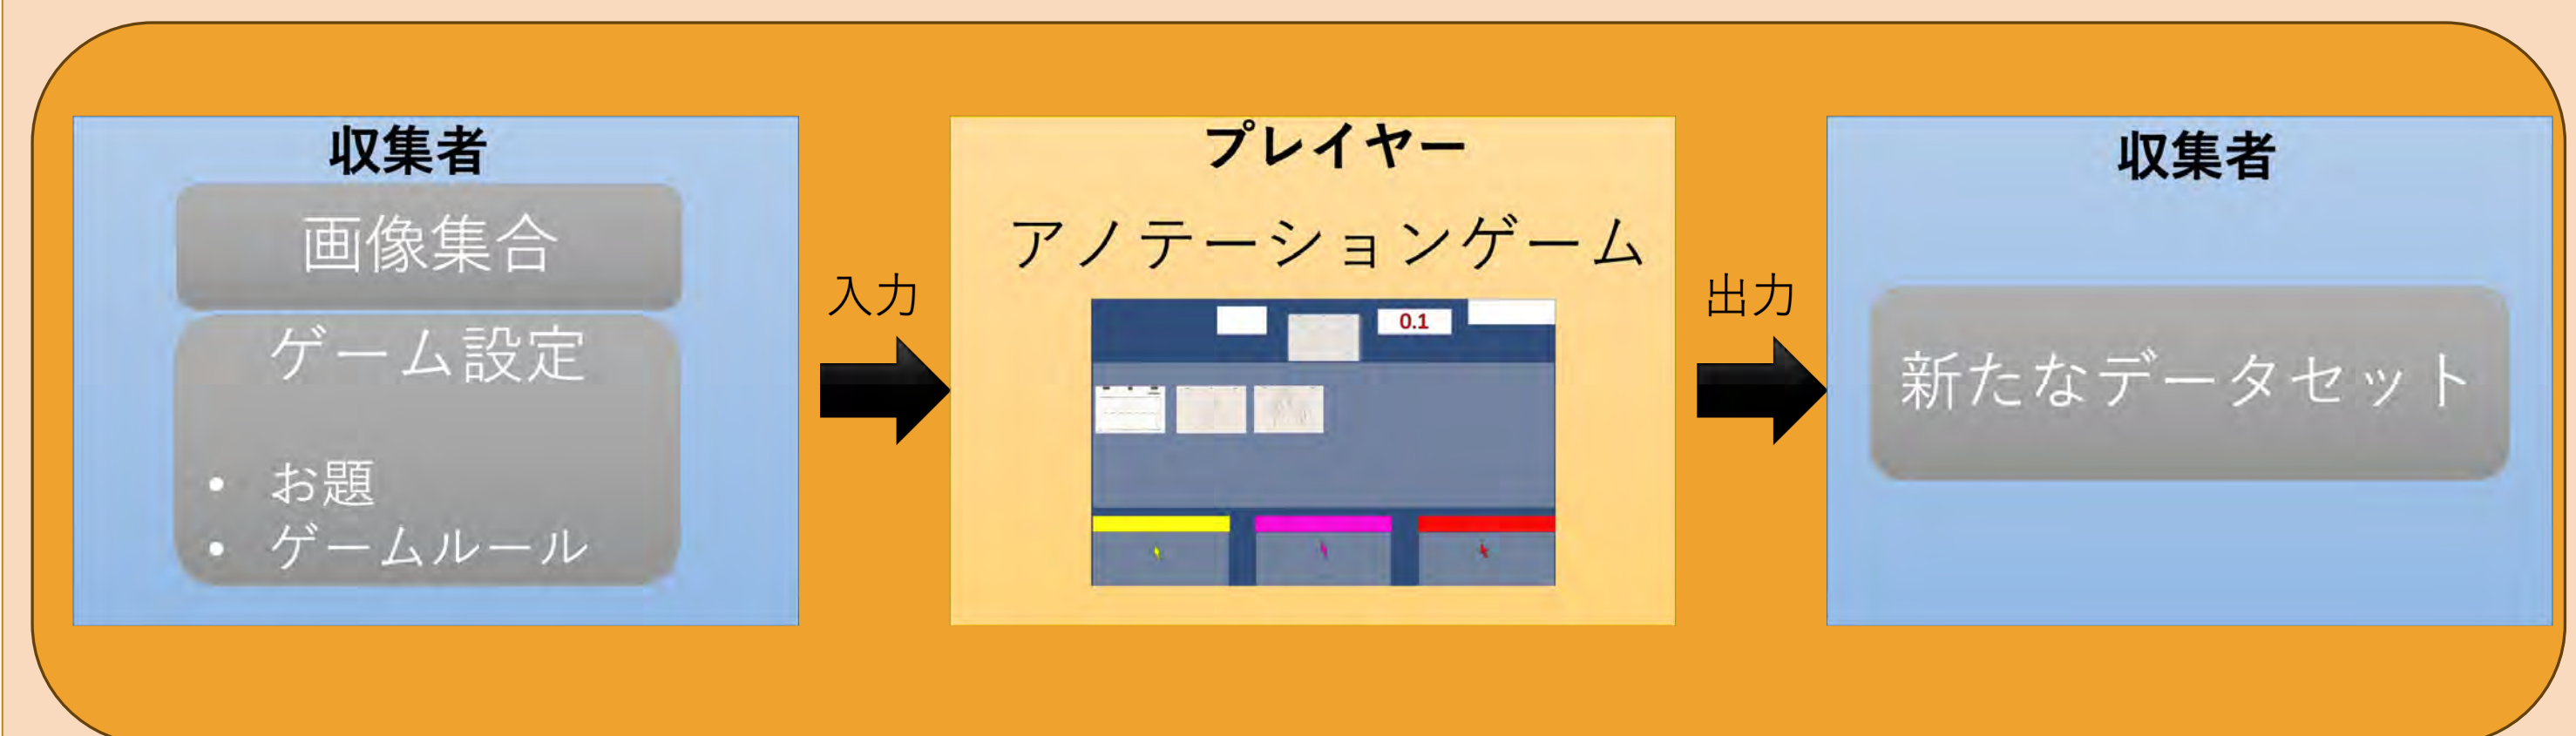 収集者
画像集合
ゲーム設定
• お題
• ゲームルール
入力
プレイヤー
アノテーションゲーム
0.1
出力
収集者
新たなデータセット